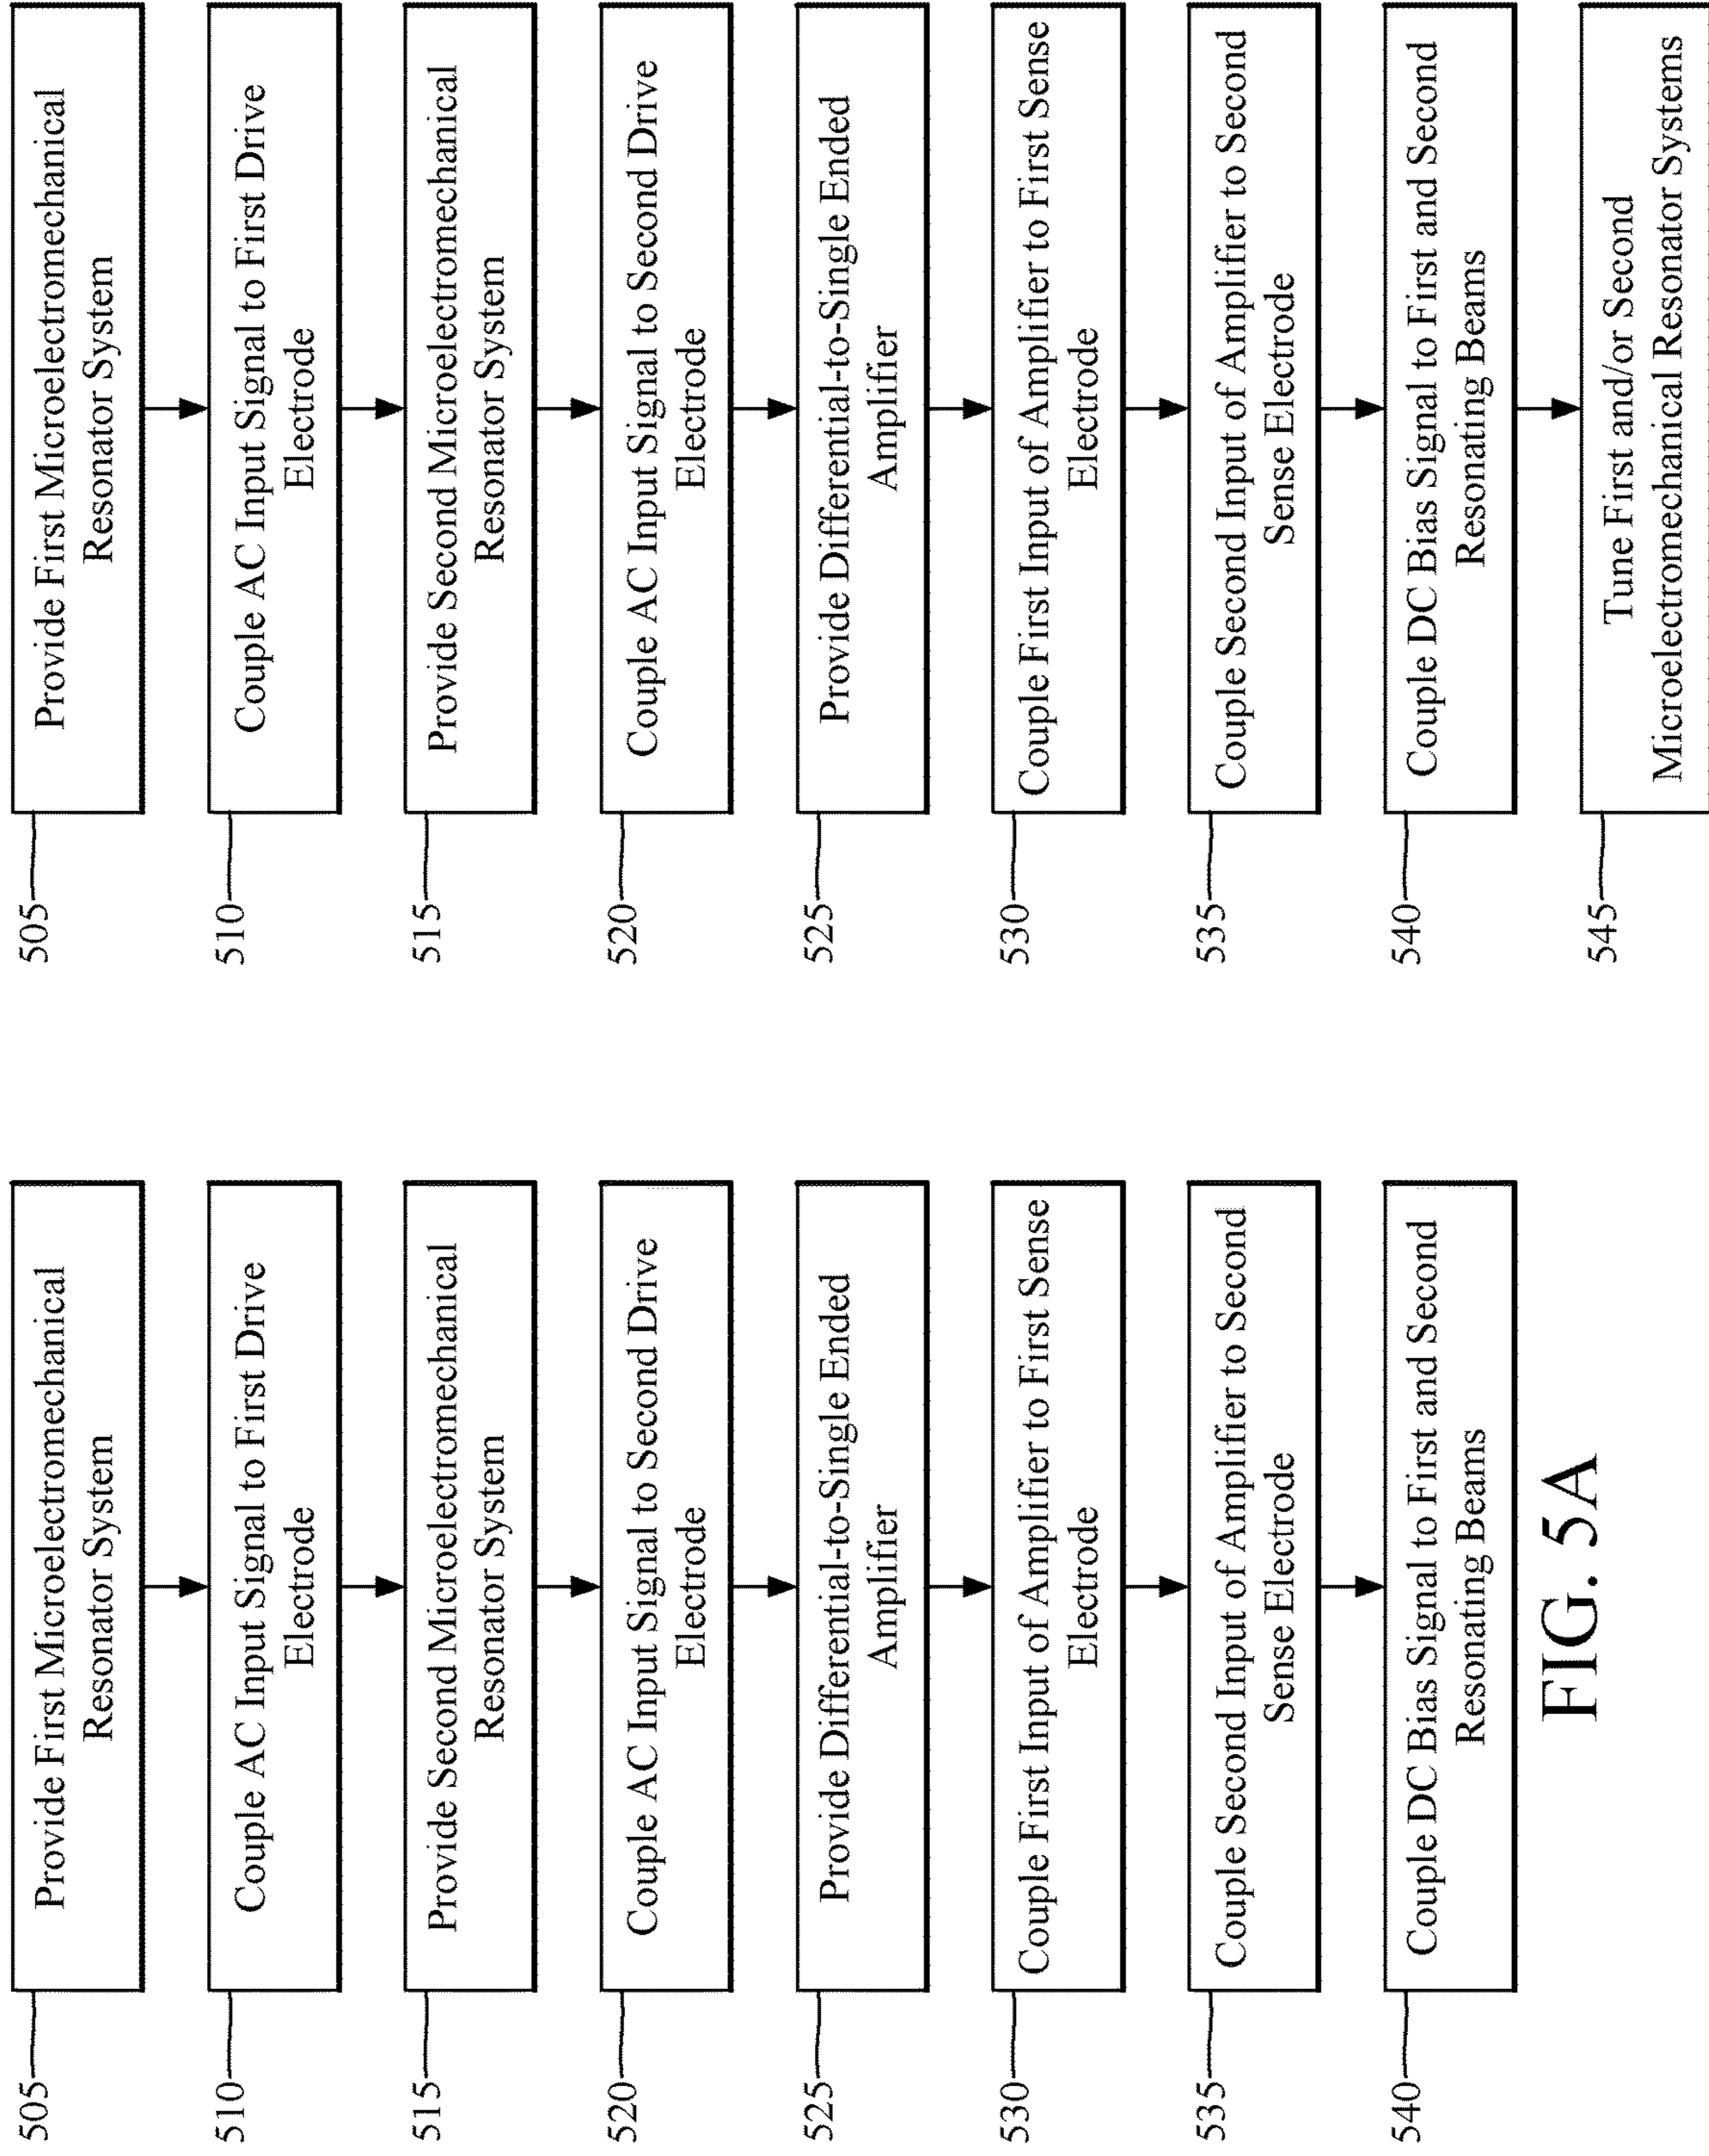 505
Provide First Microelectromechanical
Resonator System
510
Couple AC Input Signal to First Drive
Electrode
515
Provide Second Microelectromechanical
Resonator System
520
Couple AC Input Signal to Second Drive
Electrode
525
Provide Differential-to-Single Ended
Amplifier
530
Couple First Input of Amplifier to First Sense
Electrode
535
Couple Second Input of Amplifier to Second
Sense Electrode
540
Couple DC Bias Signal to First and Second
Resonating Beams
FIG. 5A
505
Provide First Microelectromechanical
Resonator System
510
Couple AC Input Signal to First Drive
Electrode
515
Provide Second Microelectromechanical
Resonator System
520
Couple AC Input Signal to Second Drive
Electrode
525
Provide Differential-to-Single Ended
Amplifier
530
Couple First Input of Amplifier to First Sense
Electrode
535
Couple Second Input of Amplifier to Second
Sense Electrode
540
Couple DC Bias Signal to First and Second
Resonating Beams
545
Tune First and/or Second
Microelectromechanical Resonator Systems